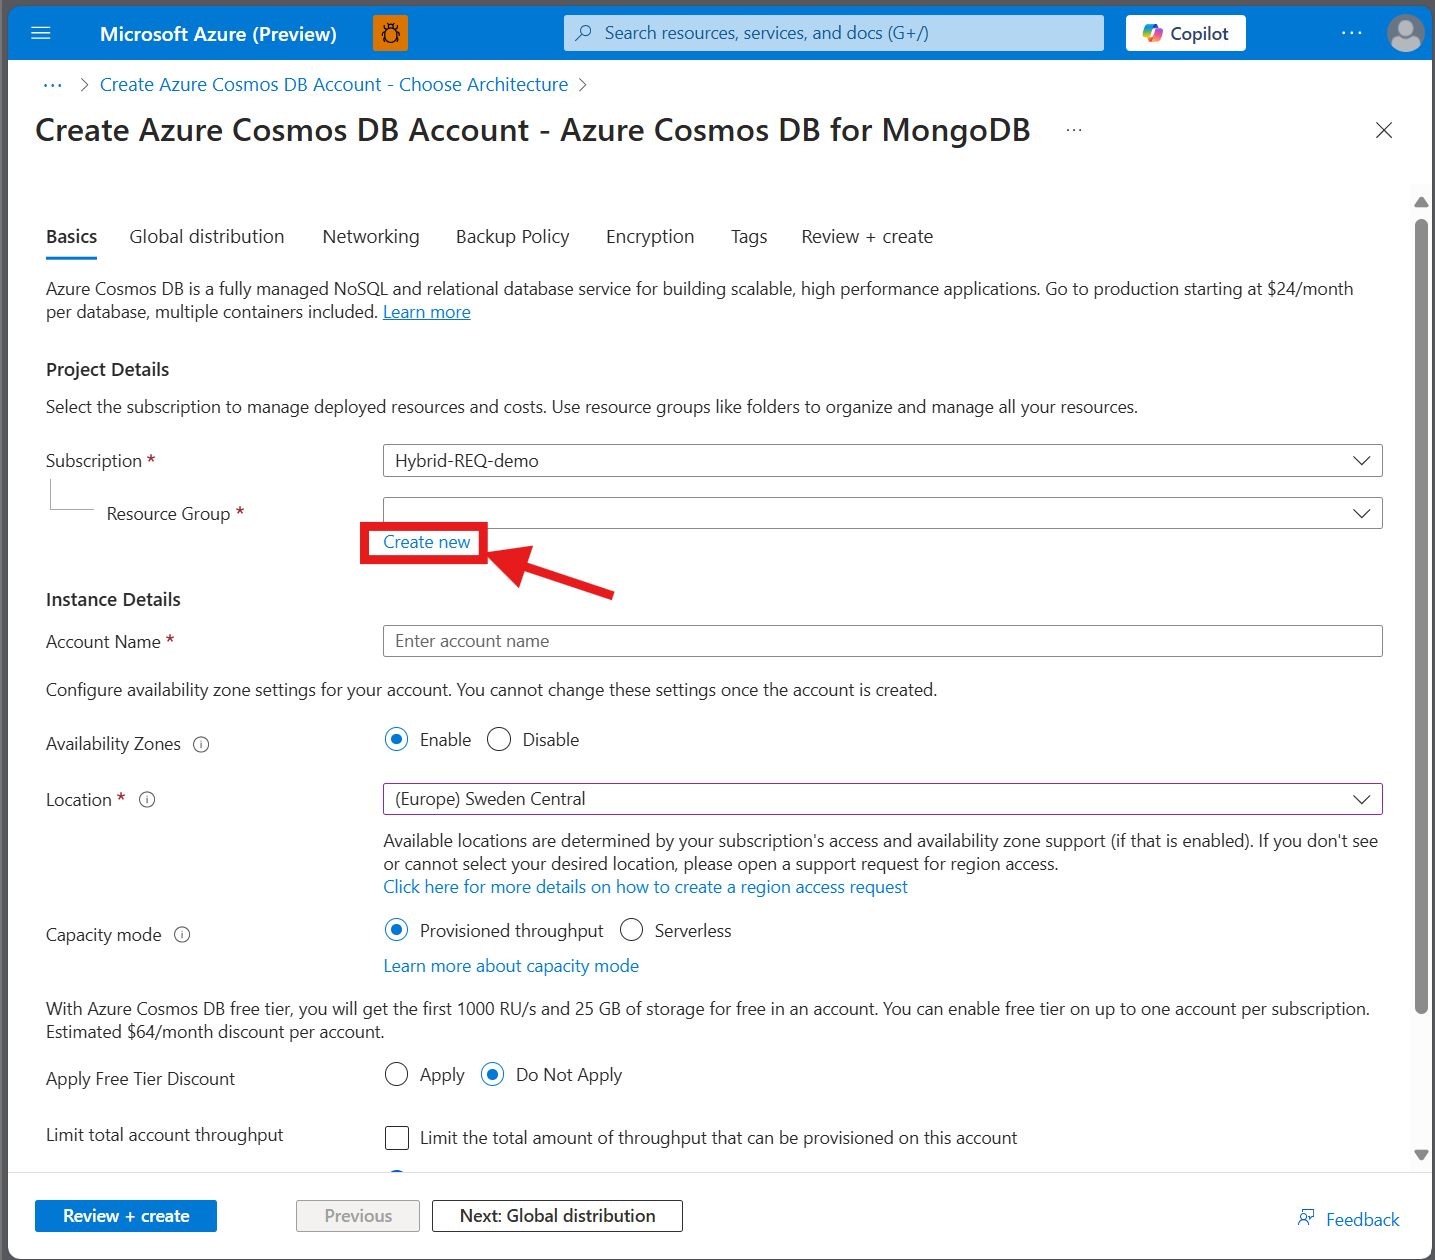 Microsoft Azure (Preview)
Search resources, services, and docs (G+/)
Copilot
...
... > Create Azure Cosmos DB Account - Choose Architecture >
Create Azure Cosmos DB Account - Azure Cosmos DB for MongoDB ...
Basics Global distribution Networking Backup Policy Encryption Tags Review + create
Azure Cosmos DB is a fully managed NoSQL and relational database service for building scalable, high performance applications. Go to production starting at $24/month
per database, multiple containers included. Learn more
Project Details
Select the subscription to manage deployed resources and costs. Use resource groups like folders to organize and manage all your resources.
Subscription * Hybrid-REQ-demo
Resource Group *
Create new
Instance Details
Account Name * Enter account name
Configure availability zone settings for your account. You cannot change these settings once the account is created.
Availability Zones Enable Disable
Location * (Europe) Sweden Central
Available locations are determined by your subscription's access and availability zone support (if that is enabled). If you don't see
or cannot select your desired location, please open a support request for region access.
Click here for more details on how to create a region access request
Capacity mode Provisioned throughput Serverless
Learn more about capacity mode
With Azure Cosmos DB free tier, you will get the first 1000 RU/s and 25 GB of storage for free in an account. You can enable free tier on up to one account per subscription.
Estimated $64/month discount per account.
Apply Free Tier Discount Apply Do Not Apply
Limit total account throughput Limit the total amount of throughput that can be provisioned on this account
Review + create Previous Next: Global distribution Feedback